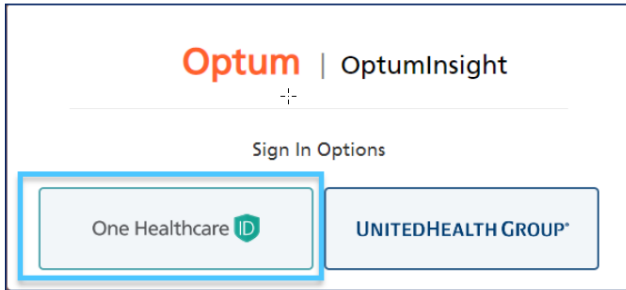 Optum | OptumInsight
Sign In Options
One Healthcare ID
UNITEDHEALTH GROUP®